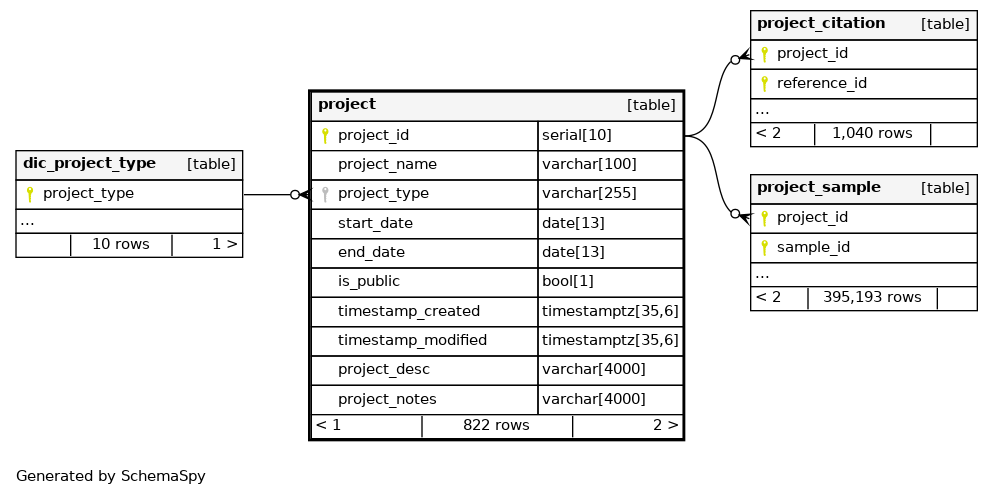 project_citation [table]
project_id
reference_id
...
< 2 1,040 rows
project [table]
project_id serial[10]
project_name varchar[100]
project_type varchar[255]
start_date date[13]
end_date date[13]
is_public bool[1]
timestamp_created timestamptz[35,6]
timestamp_modified timestamptz[35,6]
project_desc varchar[4000]
project_notes varchar[4000]
< 1 822 rows 2 >
dic_project_type [table]
project_type
...
10 rows 1 >
project_sample [table]
project_id
sample_id
...
< 2 395,193 rows
Generated by SchemaSpy